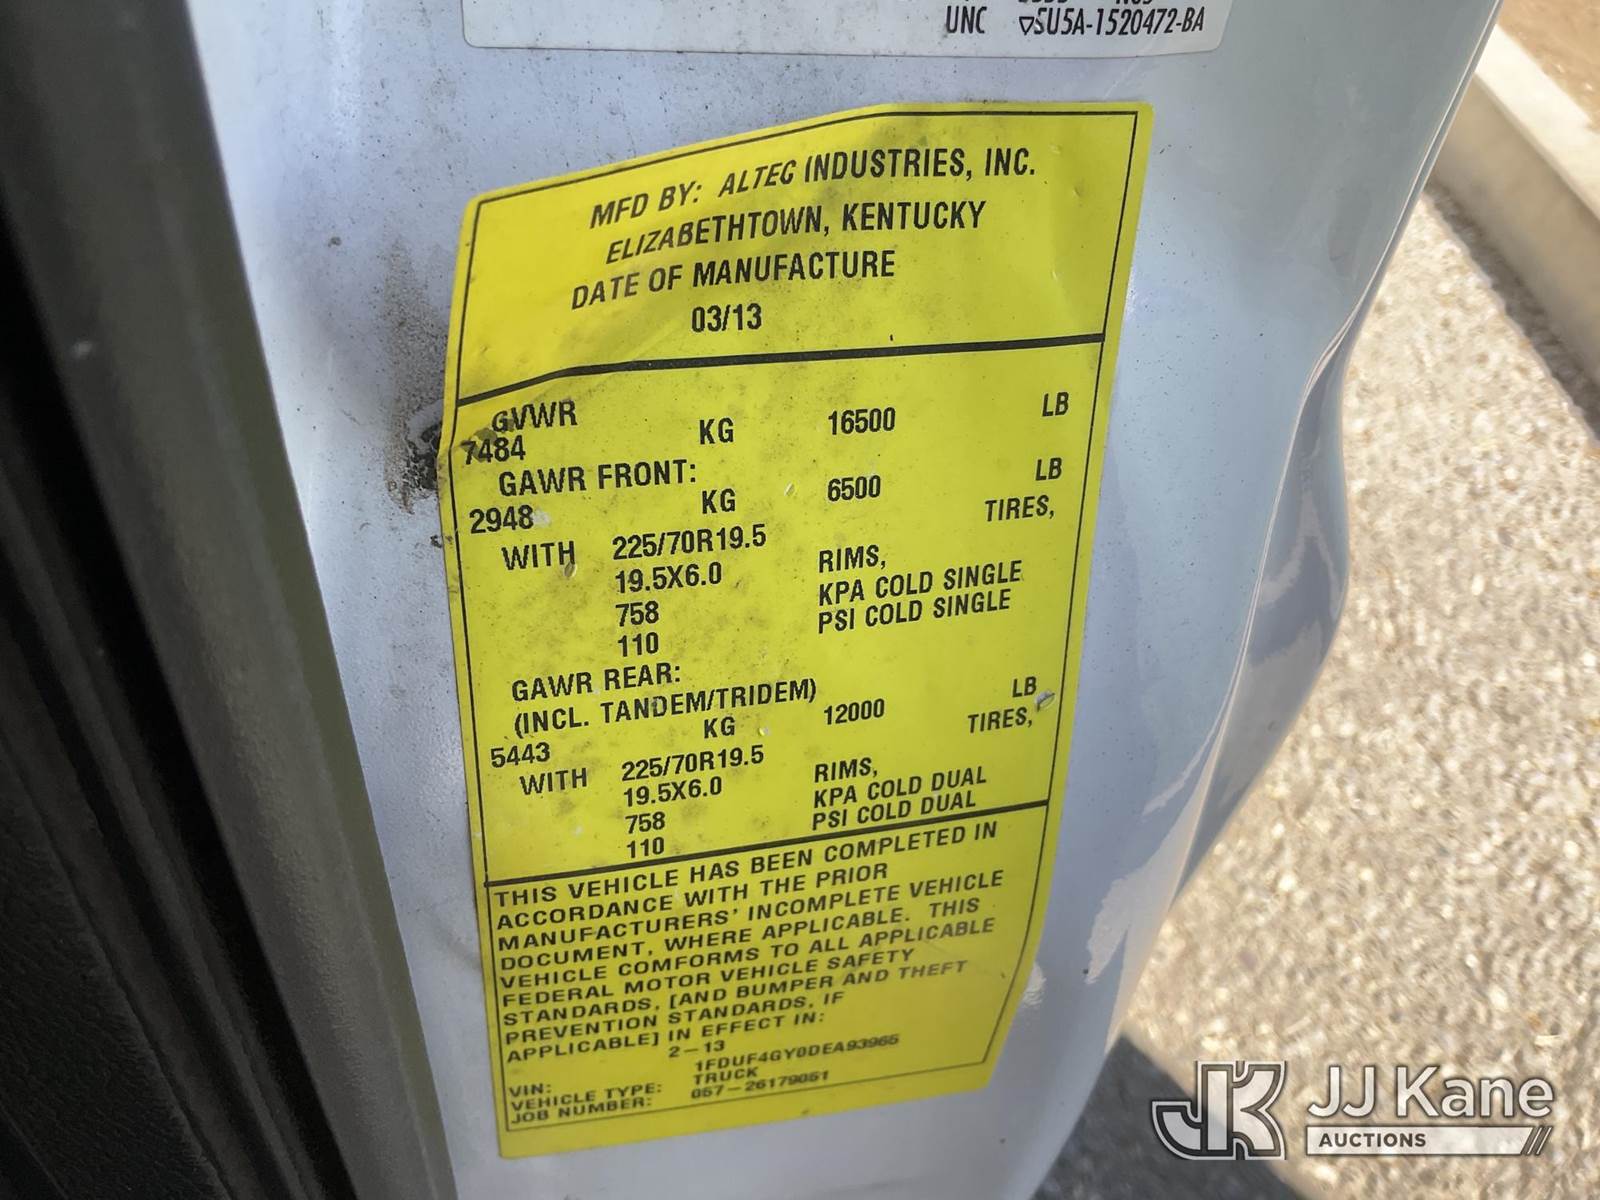 UNC ▽5U5A-1520472-BA
MFD BY: ALTEC INDUSTRIES, INC.
ELIZABETHTOWN, KENTUCKY
DATE OF MANUFACTURE
03/13
GVWR
7484 KG 16500 LB
GAWR FRONT:
2948 KG 6500 LB
WITH 225/70R19.5 TIRES,
19.5X6.0 RIMS,
758 KPA COLD SINGLE
110 PSI COLD SINGLE
GAWR REAR:
(INCL. TANDEM/TRIDEM)
5443 KG 12000 LB
WITH 225/70R19.5 TIRES,
19.5X6.0 RIMS,
758 KPA COLD DUAL
110 PSI COLD DUAL
THIS VEHICLE HAS BEEN COMPLETED IN
ACCORDANCE WITH THE PRIOR
MANUFACTURERS' INCOMPLETE VEHICLE
DOCUMENT, WHERE APPLICABLE. THIS
VEHICLE COMFORMS TO ALL APPLICABLE
FEDERAL MOTOR VEHICLE SAFETY
STANDARDS, [AND BUMPER AND THEFT
PREVENTION STANDARDS, IF
APPLICABLE] IN EFFECT IN:
2-13
VIN: 1FDUF4GY0DEA93965
VEHICLE TYPE: TRUCK
JOB NUMBER: 057-26179051
JK JJ Kane
AUCTIONS